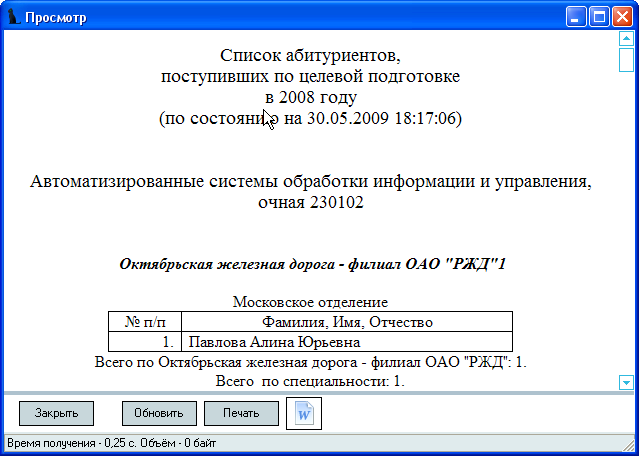 Просмотр
Список абитуриентов,
поступивших по целевой подготовке
в 2008 году
(по состоянию на 30.05.2009 18:17:06)
Автоматизированные системы обработки информации и управления,
очная 230102
Октябрьская железная дорога - филиал ОАО "РЖД"1
Московское отделение
№ п/п Фамилия, Имя, Отчество
1. Павлова Алина Юрьевна
Всего по Октябрьская железная дорога - филиал ОАО "РЖД": 1.
Всего по специальности: 1.
Закрыть Обновить Печать W
Время получения - 0,25 с. Объём - 0 байт